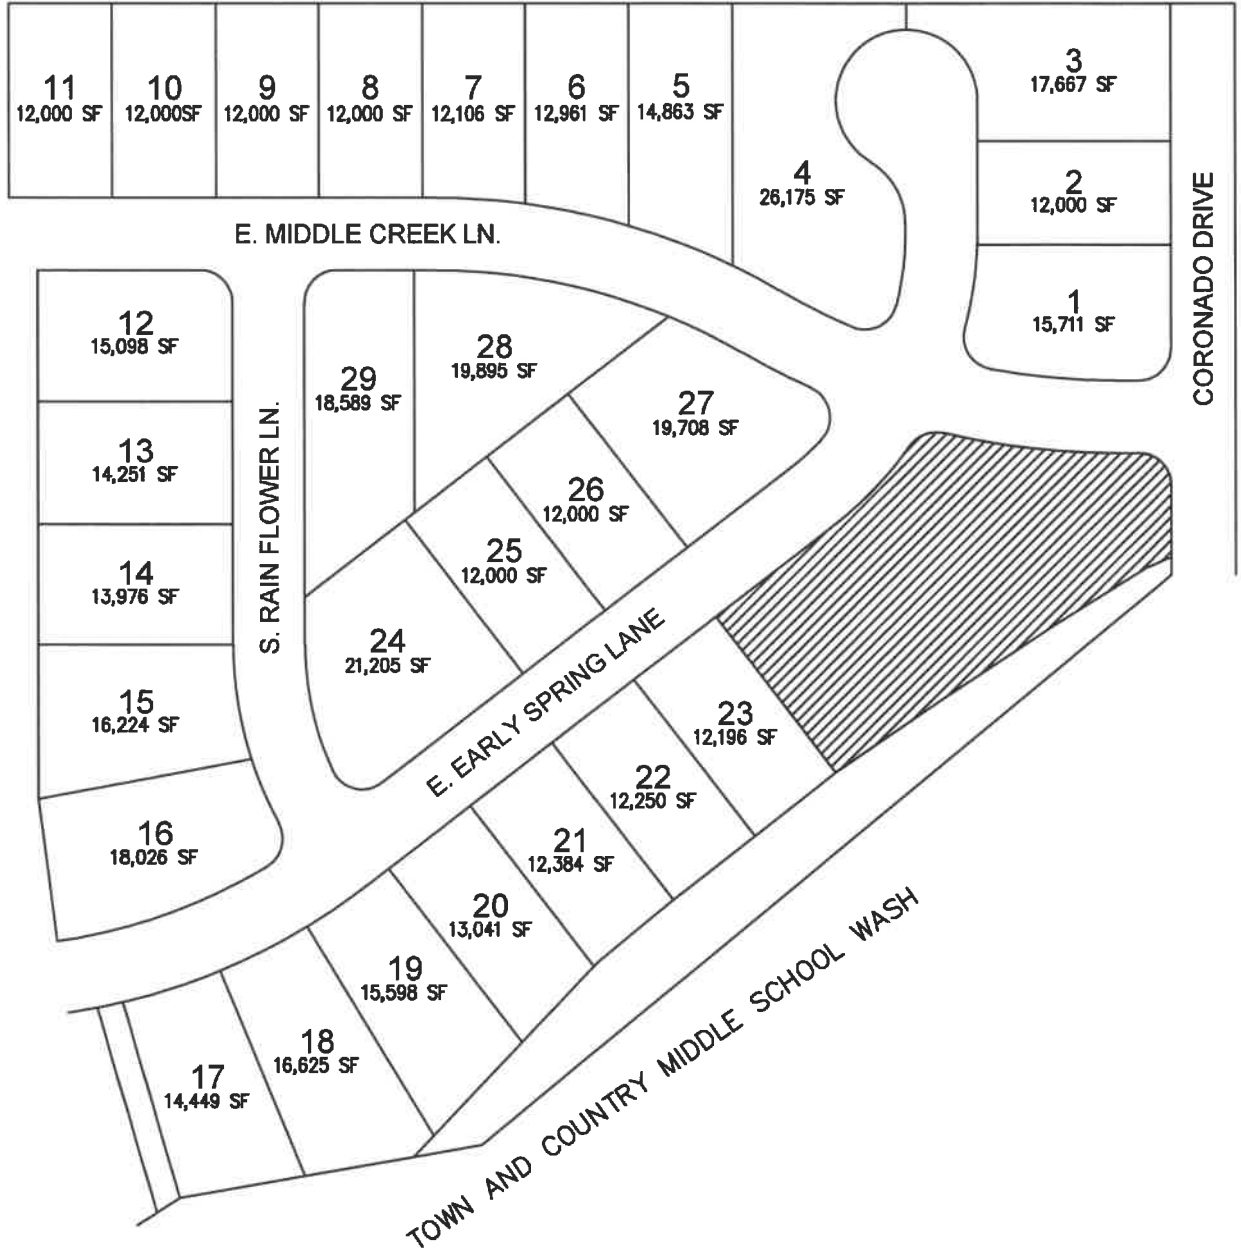 11
12,000 SF
10
12,000SF
9
12,000 SF
8
12,000 SF
7
12,106 SF
6
12,961 SF
5
14,863 SF
4
26,175 SF
3
17,667 SF
2
12,000 SF
1
15,711 SF
CORONADO DRIVE
E. MIDDLE CREEK LN.
12
15,098 SF
13
14,251 SF
14
13,976 SF
15
16,224 SF
16
18,026 SF
S. RAIN FLOWER LN.
29
18,589 SF
28
19,895 SF
27
19,708 SF
26
12,000 SF
25
12,000 SF
24
21,205 SF
E. EARLY SPRING LANE
23
12,196 SF
22
12,250 SF
21
12,384 SF
20
13,041 SF
19
15,598 SF
18
16,625 SF
17
14,449 SF
TOWN AND COUNTRY MIDDLE SCHOOL WASH